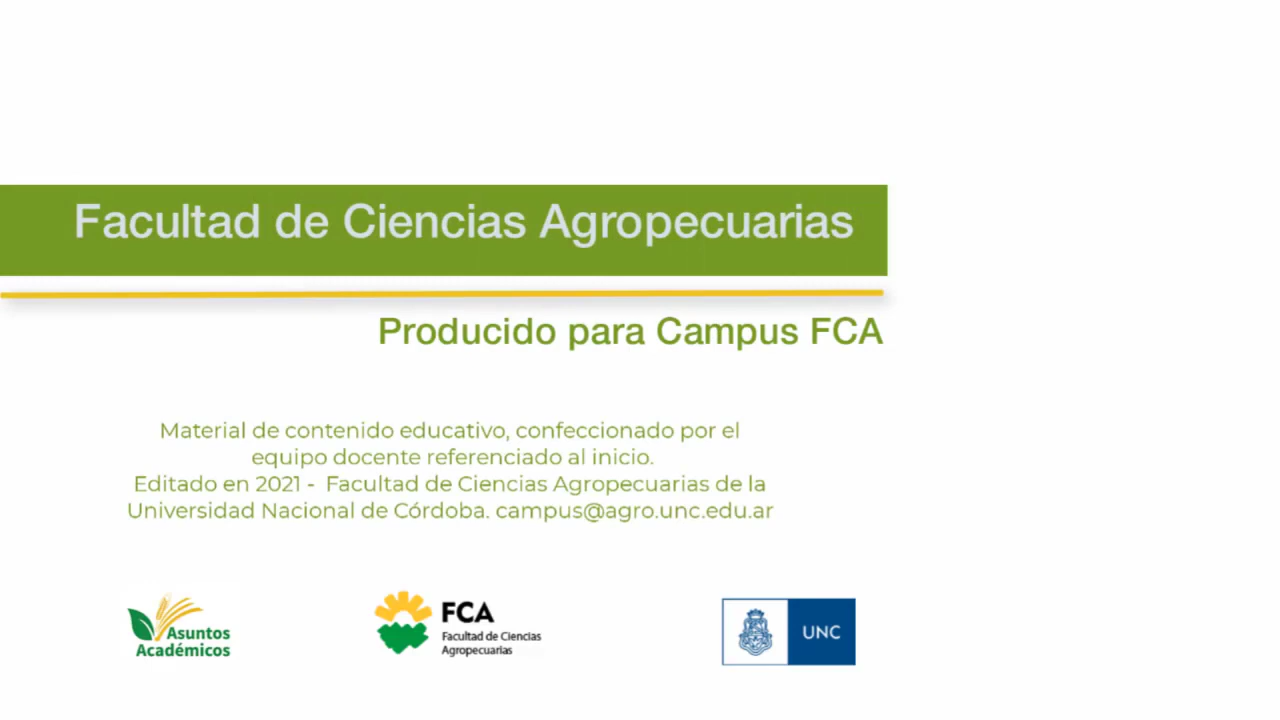 Facultad de Ciencias Agropecuarias
Producido para Campus FCA
Material de contenido educativo, confeccionado por el
equipo docente referenciado al inicio.
Editado en 2021 - Facultad de Ciencias Agropecuarias de la
Universidad Nacional de Córdoba. campus@agro.unc.edu.ar
Asuntos
Académicos
FCA
Facultad de Ciencias
Agropecuarias
UNC